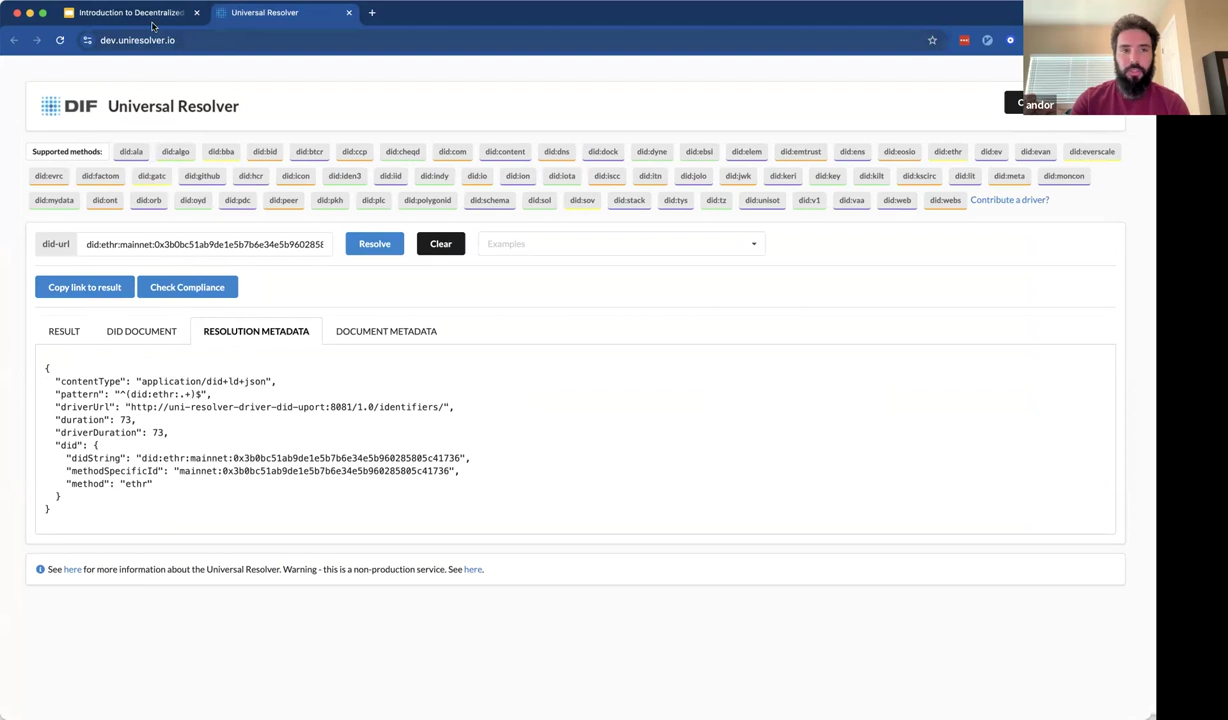 Introduction to Decentralized
Universal Resolver
dev.uniresolver.io
andor
DIF Universal Resolver
Supported methods: did:ala did:algo did:bba did:bid did:btcr did:ccp did:cheqd did:com did:content did:dns did:dock did:dyne did:ebsi did:elem did:emtrust did:ens did:eosio did:ethr did:ev did:evan did:everscale
did:evrc did:factom did:gatc did:github did:hcr did:icon did:iden3 did:iid did:indy did:io did:ion did:iota did:iscc did:itn did:jolo did:jwk did:keri did:key did:kilt did:kscirc did:lit did:meta did:moncon
did:mydata did:ont did:orb did:oyd did:pdc did:peer did:pkh did:plc did:polygonid did:schema did:sol did:sov did:stack did:tys did:tz did:unisot did:v1 did:vaa did:web did:webs Contribute a driver?
did-url did:ethr:mainnet:0x3b0bc51ab9de1e5b7b6e34e5b9602858 Resolve Clear Examples
Copy link to result Check Compliance
RESULT DID DOCUMENT RESOLUTION METADATA DOCUMENT METADATA
{
"contentType": "application/did+ld+json",
"pattern": "^(did:ethr:.+)$",
"driverUrl": "http://uni-resolver-driver-did-uport:8081/1.0/identifiers/",
"duration": 73,
"driverDuration": 73,
"did": {
"didString": "did:ethr:mainnet:0x3b0bc51ab9de1e5b7b6e34e5b960285805c41736",
"methodSpecificId": "mainnet:0x3b0bc51ab9de1e5b7b6e34e5b960285805c41736",
"method": "ethr"
}
}
See here for more information about the Universal Resolver. Warning - this is a non-production service. See here.